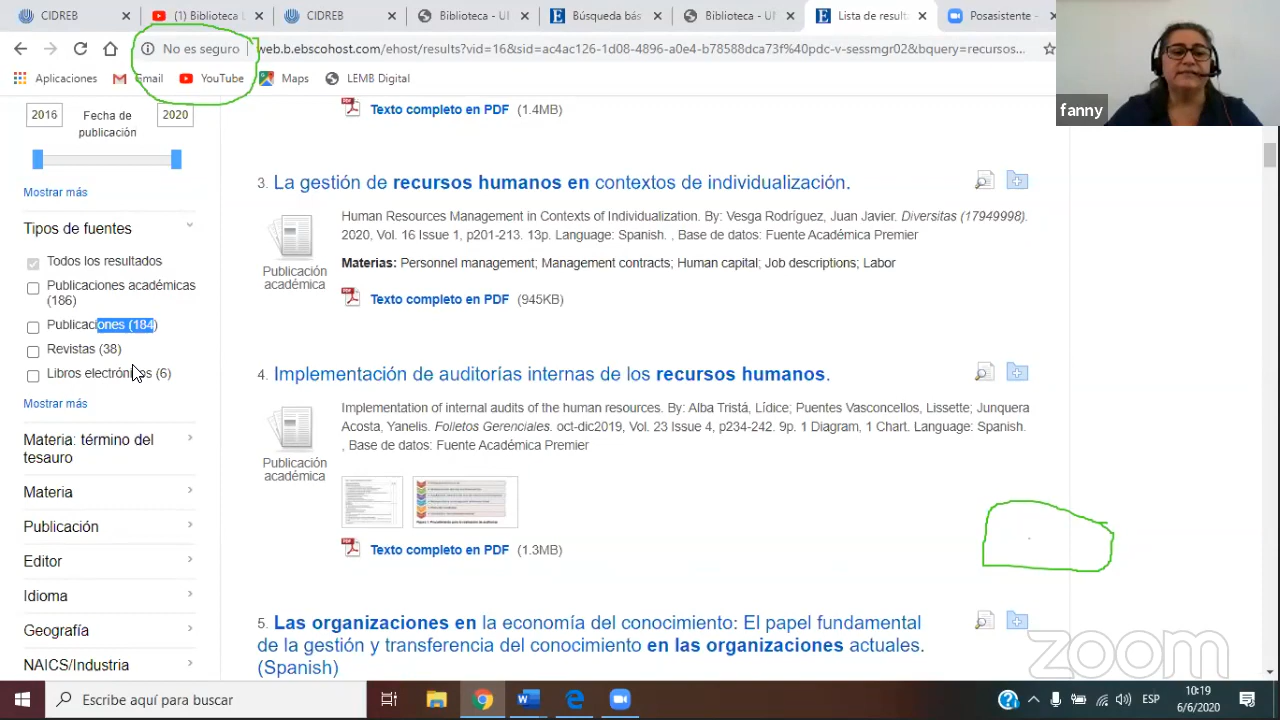 CIDREB
YouTube L
CIDREB
CIDREB
Biblioteca - UN
Búsqueda bás
Biblioteca - UI
Lista de result
Posasistente
No es seguro
web.b.ebscohost.com/ehost/results?vid=16&sid=ac4ac126-1d08-4896-a0e4-b78588dca73f%40pdc-v-sessmgr02&bquery=recursos...
Aplicaciones
Gmail
YouTube
Maps
LEMB Digital
fanny
2016
Fecha de publicación
2020
Mostrar más
Tipos de fuentes
Todos los resultados
Publicaciones académicas
(186)
Publicaciones (184)
Revistas (38)
Libros electrónicos (6)
Mostrar más
Materia: término del
tesauro
Materia
Publicación
Editor
Idioma
Geografía
NAICS/Industria
PDF Texto completo en PDF (1.4MB)
3. La gestión de recursos humanos en contextos de individualización.
Human Resources Management in Contexts of Individualization. By: Vesga Rodríguez, Juan Javier. Diversitas (17949998).
2020, Vol. 16 Issue 1, p201-213. 13p. Language: Spanish. , Base de datos: Fuente Académica Premier
Publicación
académica
Materias: Personnel management; Management contracts; Human capital; Job descriptions; Labor
PDF Texto completo en PDF (945KB)
4. Implementación de auditorías internas de los recursos humanos.
Implementation of internal audits of the human resources. By: Alba Tristá, Lídice; Puentes Vasconcellos, Lissette; Junquera
Acosta, Yanelis. Folletos Gerenciales. oct-dic2019, Vol. 23 Issue 4, p234-242. 9p. 1 Diagram, 1 Chart. Language: Spanish.
, Base de datos: Fuente Académica Premier
Publicación
académica
PDF Texto completo en PDF (1.3MB)
5. Las organizaciones en la economía del conocimiento: El papel fundamental
de la gestión y transferencia del conocimiento en las organizaciones actuales.
(Spanish)
zoom
Escribe aquí para buscar
ESP
10:19
6/6/2020